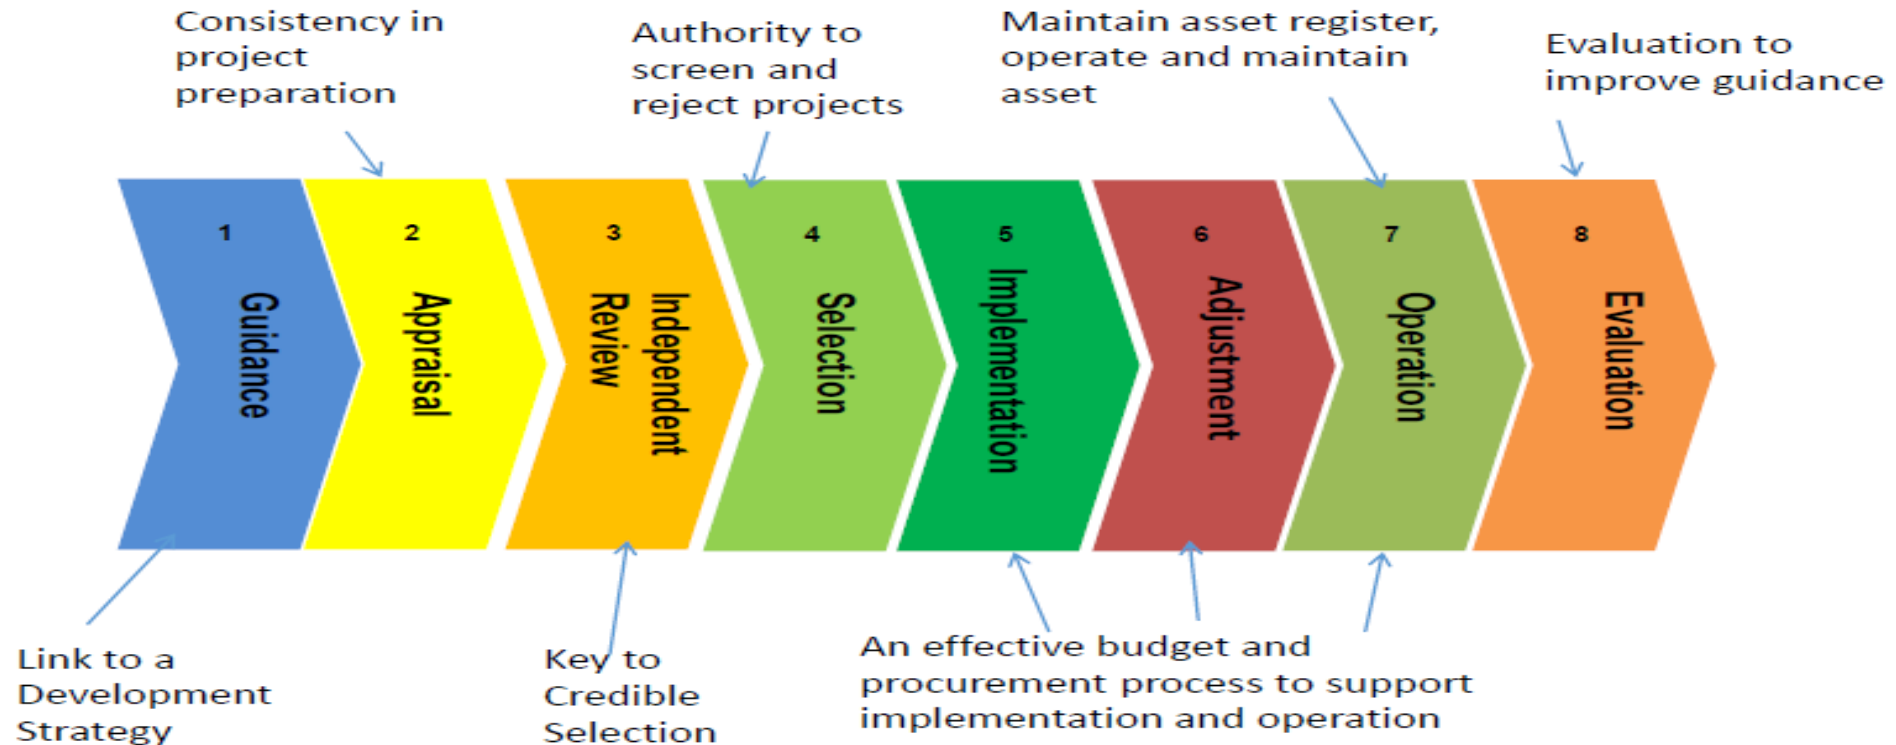 Consistency in
project
preparation
Authority to
screen and
reject projects
Maintain asset register,
operate and maintain
asset
Evaluation to
improve guidance
1
Guidance
2
Appraisal
3
Independent
Review
4
Selection
5
Implementation
6
Adjustment
7
Operation
8
Evaluation
Link to a
Development
Strategy
Key to
Credible
Selection
An effective budget and
procurement process to support
implementation and operation